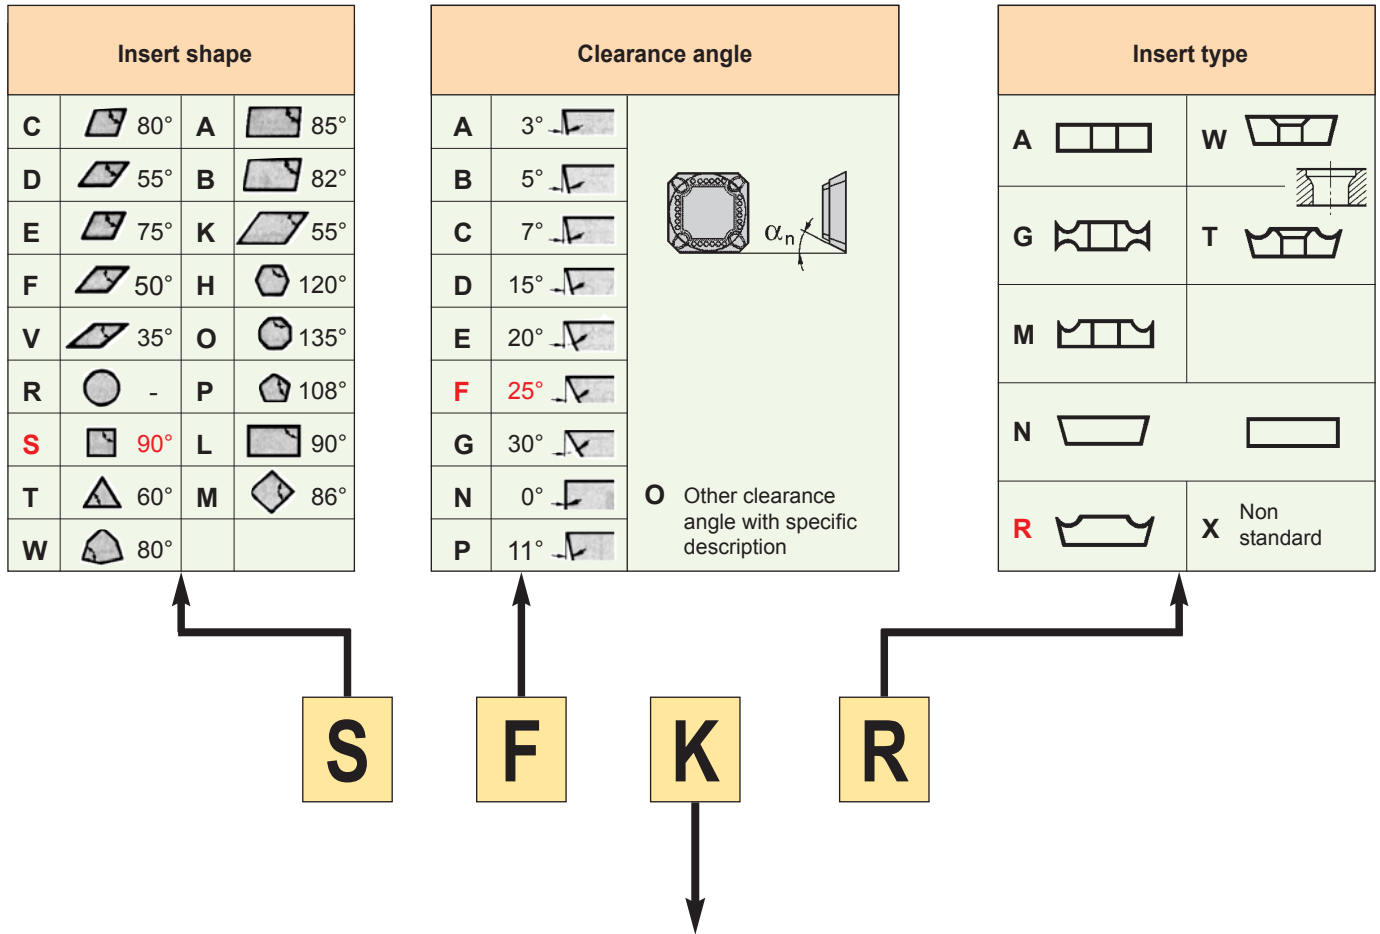 Insert shape
C 80° A 85°
D 55° B 82°
E 75° K 55°
F 50° H 120°
V 35° O 135°
R - P 108°
S 90° L 90°
T 60° M 86°
W 80°
Clearance angle
A 3°
B 5°
C 7°
D 15°
E 20°
F 25°
G 30°
N 0°
P 11°
αn
O Other clearance
angle with specific
description
Insert type
A W
G T
M
N
R X Non
standard
S F K R